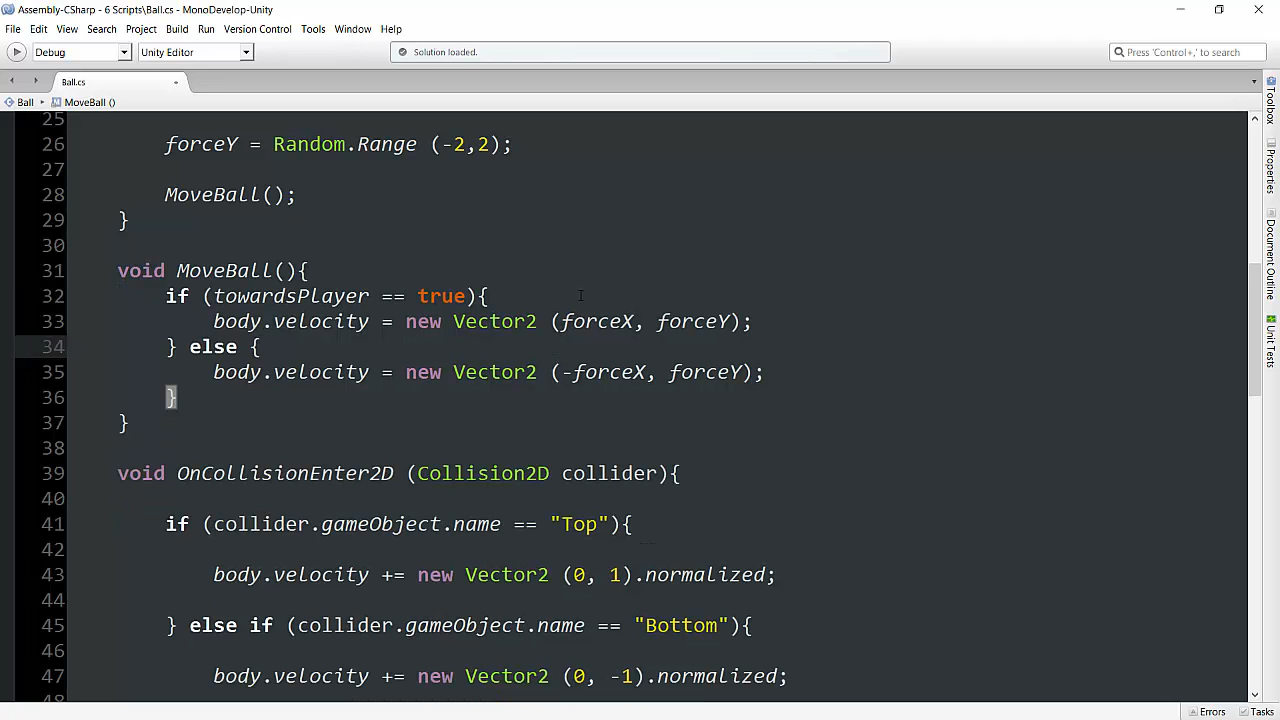 Assembly-CSharp - 6 Scripts\Ball.cs - MonoDevelop-Unity
File Edit View Search Project Build Run Version Control Tools Window Help
Debug Unity Editor Solution loaded. Press 'Control+,' to search
Ball.cs
Ball MoveBall ()
25
26 forceY = Random.Range (-2,2);
27
28 MoveBall();
29 }
30
31 void MoveBall(){
32 if (towardsPlayer == true){
33 body.velocity = new Vector2 (forceX, forceY);
34 } else {
35 body.velocity = new Vector2 (-forceX, forceY);
36 }
37 }
38
39 void OnCollisionEnter2D (Collision2D collider){
40
41 if (collider.gameObject.name == "Top"){
42
43 body.velocity += new Vector2 (0, 1).normalized;
44
45 } else if (collider.gameObject.name == "Bottom"){
46
47 body.velocity += new Vector2 (0, -1).normalized;
48
Toolbox
Properties
Document Outline
Unit Tests
Errors Tasks